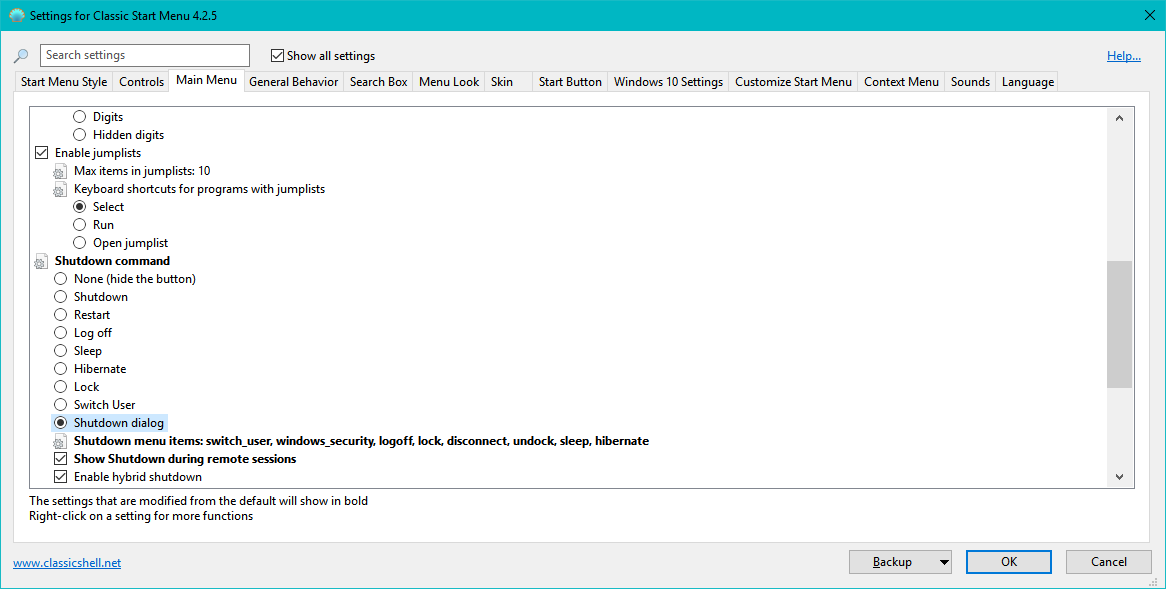 Settings for Classic Start Menu 4.2.5
Search settings
Show all settings
Help...
Start Menu Style Controls Main Menu General Behavior Search Box Menu Look Skin Start Button Windows 10 Settings Customize Start Menu Context Menu Sounds Language
Digits
Hidden digits
Enable jumplists
Max items in jumplists: 10
Keyboard shortcuts for programs with jumplists
Select
Run
Open jumplist
Shutdown command
None (hide the button)
Shutdown
Restart
Log off
Sleep
Hibernate
Lock
Switch User
Shutdown dialog
Shutdown menu items: switch_user, windows_security, logoff, lock, disconnect, undock, sleep, hibernate
Show Shutdown during remote sessions
Enable hybrid shutdown
The settings that are modified from the default will show in bold
Right-click on a setting for more functions
www.classicshell.net
Backup
OK
Cancel